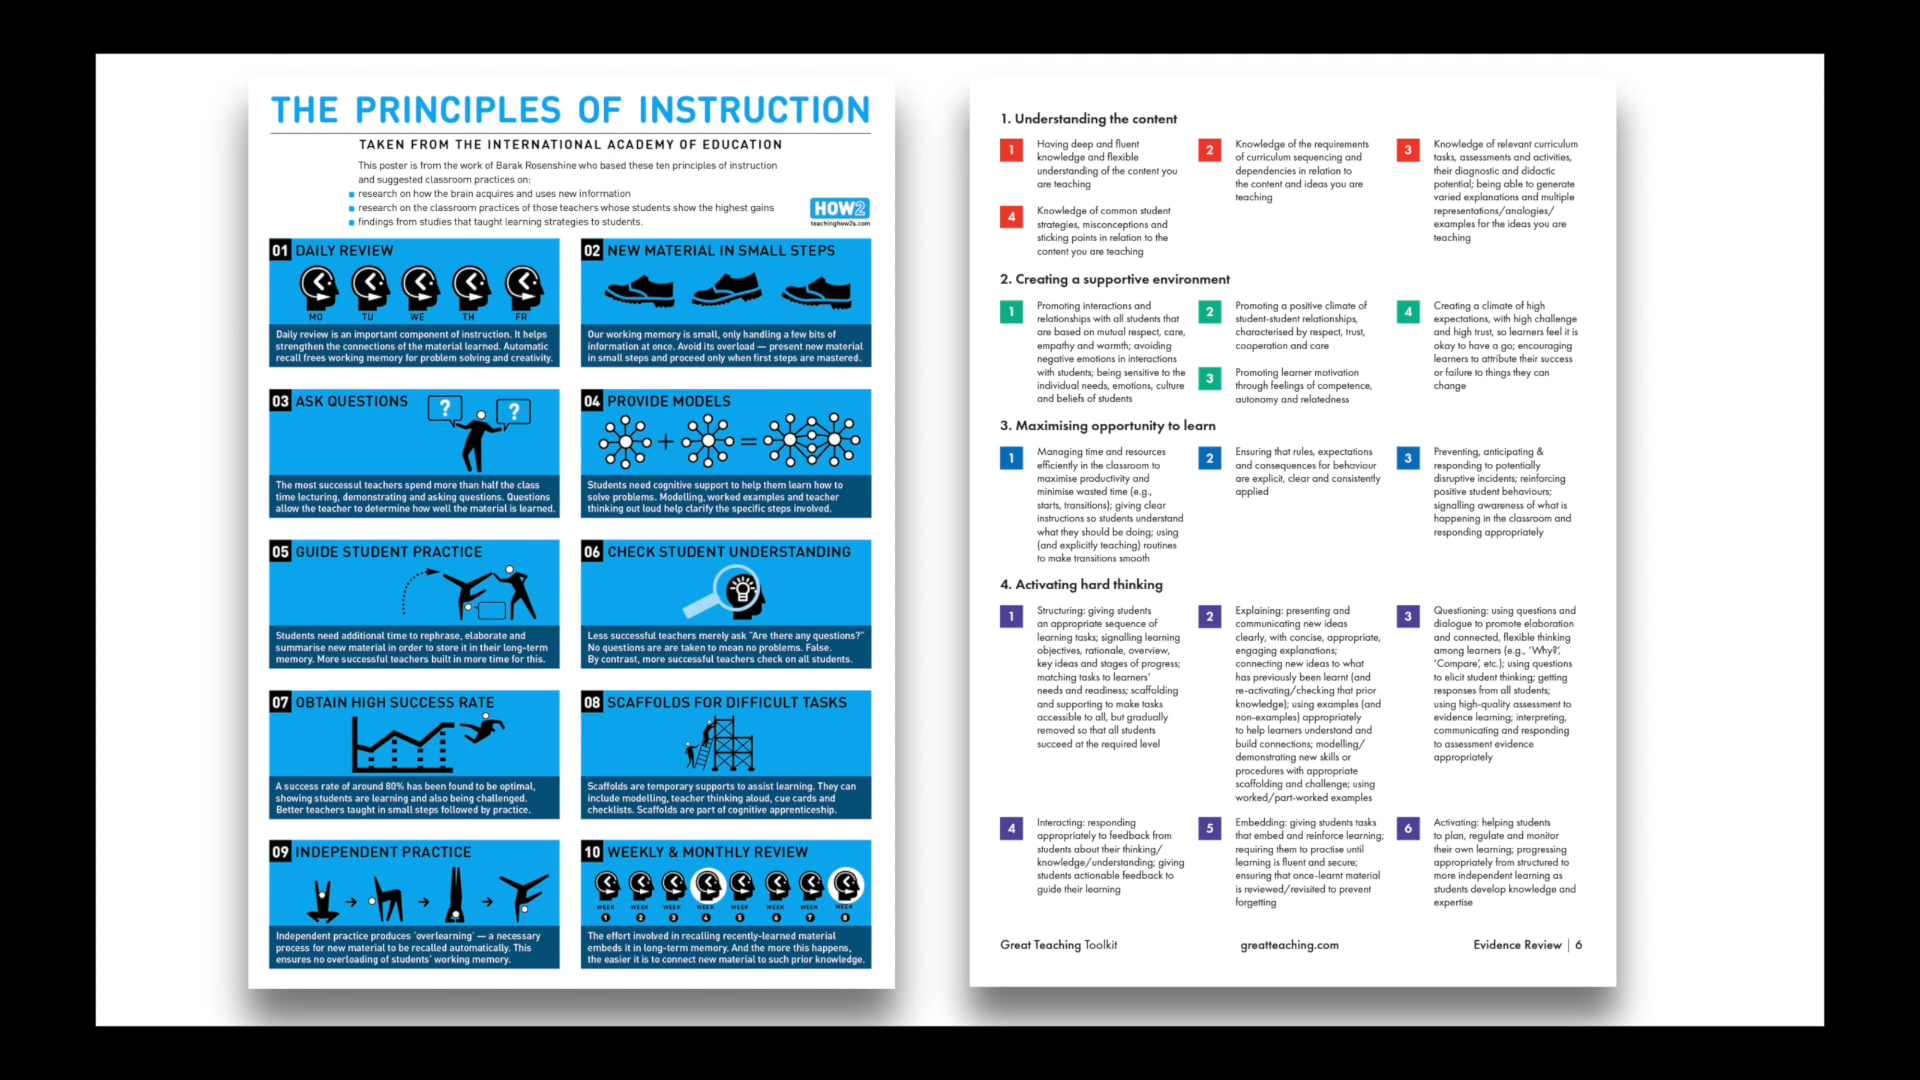 THE PRINCIPLES OF INSTRUCTION
TAKEN FROM THE INTERNATIONAL ACADEMY OF EDUCATION
This poster is from the work of Barak Rosenshine who based these ten principles of instruction
and suggested classroom practices on:
research on how the brain acquires and uses new information
research on the classroom practices of those teachers whose students show the highest gains
findings from studies that taught learning strategies to students.
HOW2
teachinghow2s.com
01 DAILY REVIEW
MO TU WE TH FR
Daily review is an important component of instruction. It helps
strengthen the connections of the material learned. Automatic
recall frees working memory for problem solving and creativity.
02 NEW MATERIAL IN SMALL STEPS
Our working memory is small, only handling a few bits of
information at once. Avoid its overload — present new material
in small steps and proceed only when first steps are mastered.
03 ASK QUESTIONS
? ?
The most successful teachers spend more than half the class
time lecturing, demonstrating and asking questions. Questions
allow the teacher to determine how well the material is learned.
04 PROVIDE MODELS
+ =
Students need cognitive support to help them learn how to
solve problems. Modelling, worked examples and teacher
thinking out loud help clarify the specific steps involved.
05 GUIDE STUDENT PRACTICE
Students need additional time to rephrase, elaborate and
summarise new material in order to store it in their long-term
memory. More successful teachers built in more time for this.
06 CHECK STUDENT UNDERSTANDING
Less successful teachers merely ask "Are there any questions?"
No questions are are taken to mean no problems. False.
By contrast, more successful teachers check on all students.
07 OBTAIN HIGH SUCCESS RATE
A success rate of around 80% has been found to be optimal,
showing students are learning and also being challenged.
Better teachers taught in small steps followed by practice.
08 SCAFFOLDS FOR DIFFICULT TASKS
Scaffolds are temporary supports to assist learning. They can
include modelling, teacher thinking aloud, cue cards and
checklists. Scaffolds are part of cognitive apprenticeship.
09 INDEPENDENT PRACTICE
Independent practice produces 'overlearning' — a necessary
process for new material to be recalled automatically. This
ensures no overloading of students' working memory.
10 WEEKLY & MONTHLY REVIEW
WEEK WEEK WEEK WEEK WEEK WEEK WEEK WEEK
1 2 3 4 5 6 7 8
The effort involved in recalling recently-learned material
embeds it in long-term memory. And the more this happens,
the easier it is to connect new material to such prior knowledge.
1. Understanding the content
1
Having deep and fluent
knowledge and flexible
understanding of the content you
are teaching
2
Knowledge of the requirements
of curriculum sequencing and
dependencies in relation to
the content and ideas you are
teaching
3
Knowledge of relevant curriculum
tasks, assessments and activities,
their diagnostic and didactic
potential; being able to generate
varied explanations and multiple
representations/analogies/
examples for the ideas you are
teaching
4
Knowledge of common student
strategies, misconceptions and
sticking points in relation to the
content you are teaching
2. Creating a supportive environment
1
Promoting interactions and
relationships with all students that
are based on mutual respect, care,
empathy and warmth; avoiding
negative emotions in interactions
with students; being sensitive to the
individual needs, emotions, culture
and beliefs of students
2
Promoting a positive climate of
student-student relationships,
characterised by respect, trust,
cooperation and care
3
Promoting learner motivation
through feelings of competence,
autonomy and relatedness
4
Creating a climate of high
expectations, with high challenge
and high trust, so learners feel it is
okay to have a go; encouraging
learners to attribute their success
or failure to things they can
change
3. Maximising opportunity to learn
1
Managing time and resources
efficiently in the classroom to
maximise productivity and
minimise wasted time (e.g.,
starts, transitions); giving clear
instructions so students understand
what they should be doing; using
(and explicitly teaching) routines
to make transitions smooth
2
Ensuring that rules, expectations
and consequences for behaviour
are explicit, clear and consistently
applied
3
Preventing, anticipating &
responding to potentially
disruptive incidents; reinforcing
positive student behaviours;
signalling awareness of what is
happening in the classroom and
responding appropriately
4. Activating hard thinking
1
Structuring: giving students
an appropriate sequence of
learning tasks; signalling learning
objectives, rationale, overview,
key ideas and stages of progress;
matching tasks to learners'
needs and readiness; scaffolding
and supporting to make tasks
accessible to all, but gradually
removed so that all students
succeed at the required level
2
Explaining: presenting and
communicating new ideas
clearly, with concise, appropriate,
engaging explanations;
connecting new ideas to what
has previously been learnt (and
re-activating/checking that prior
knowledge); using examples (and
non-examples) appropriately
to help learners understand and
build connections; modelling/
demonstrating new skills or
procedures with appropriate
scaffolding and challenge; using
worked/part-worked examples
3
Questioning: using questions and
dialogue to promote elaboration
and connected, flexible thinking
among learners (e.g., 'Why?',
'Compare', etc.); using questions
to elicit student thinking; getting
responses from all students;
using high-quality assessment to
evidence learning; interpreting,
communicating and responding
to assessment evidence
appropriately
4
Interacting: responding
appropriately to feedback from
students about their thinking/
knowledge/understanding; giving
students actionable feedback to
guide their learning
5
Embedding: giving students tasks
that embed and reinforce learning;
requiring them to practise until
learning is fluent and secure;
ensuring that once-learnt material
is reviewed/revisited to prevent
forgetting
6
Activating: helping students
to plan, regulate and monitor
their own learning; progressing
appropriately from structured to
more independent learning as
students develop knowledge and
expertise
Great Teaching Toolkit
greatteaching.com
Evidence Review | 6